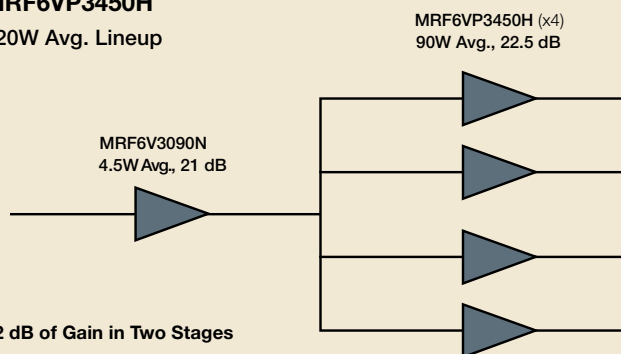 MRF6VP3450H
20W Avg. Lineup
MRF6VP3450H (x4)
90W Avg., 22.5 dB
MRF6V3090N
4.5W Avg., 21 dB
2 dB of Gain in Two Stages